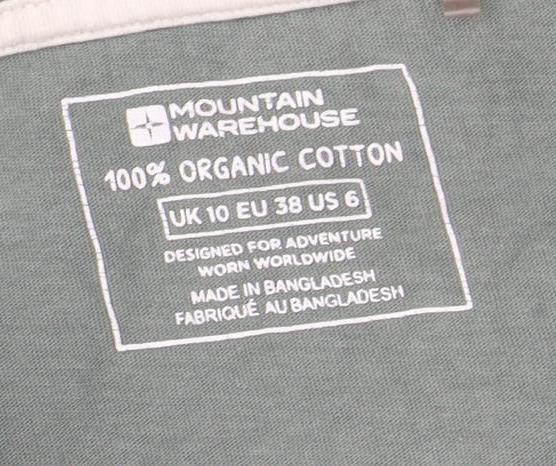 MOUNTAIN
WAREHOUSE
100% ORGANIC COTTON
UK 10 EU 38 US 6
DESIGNED FOR ADVENTURE
WORN WORLDWIDE
MADE IN BANGLADESH
FABRIQUÉ AU BANGLADESH